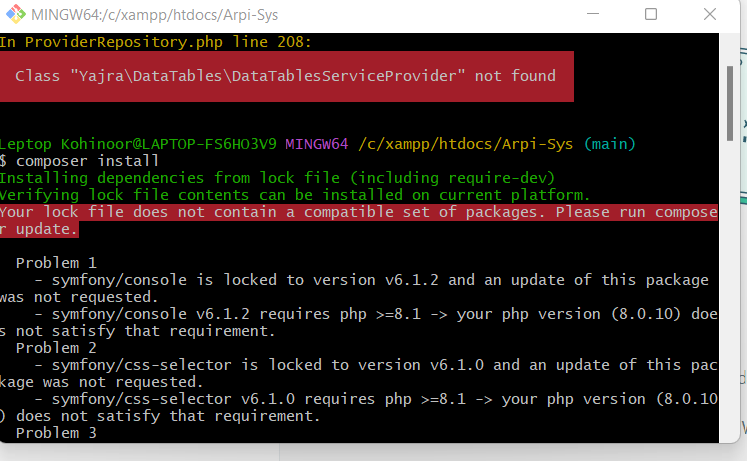 MINGW64:/c/xampp/htdocs/Arpi-Sys
In ProviderRepository.php line 208:
Class "Yajra\DataTables\DataTablesServiceProvider" not found
Leptop Kohinoor@LAPTOP-FS6HO3V9 MINGW64 /c/xampp/htdocs/Arpi-Sys (main)
$ composer install
Installing dependencies from lock file (including require-dev)
Verifying lock file contents can be installed on current platform.
Your lock file does not contain a compatible set of packages. Please run compose
r update.
Problem 1
- symfony/console is locked to version v6.1.2 and an update of this package
was not requested.
- symfony/console v6.1.2 requires php >=8.1 -> your php version (8.0.10) doe
s not satisfy that requirement.
Problem 2
- symfony/css-selector is locked to version v6.1.0 and an update of this pac
kage was not requested.
- symfony/css-selector v6.1.0 requires php >=8.1 -> your php version (8.0.10
) does not satisfy that requirement.
Problem 3